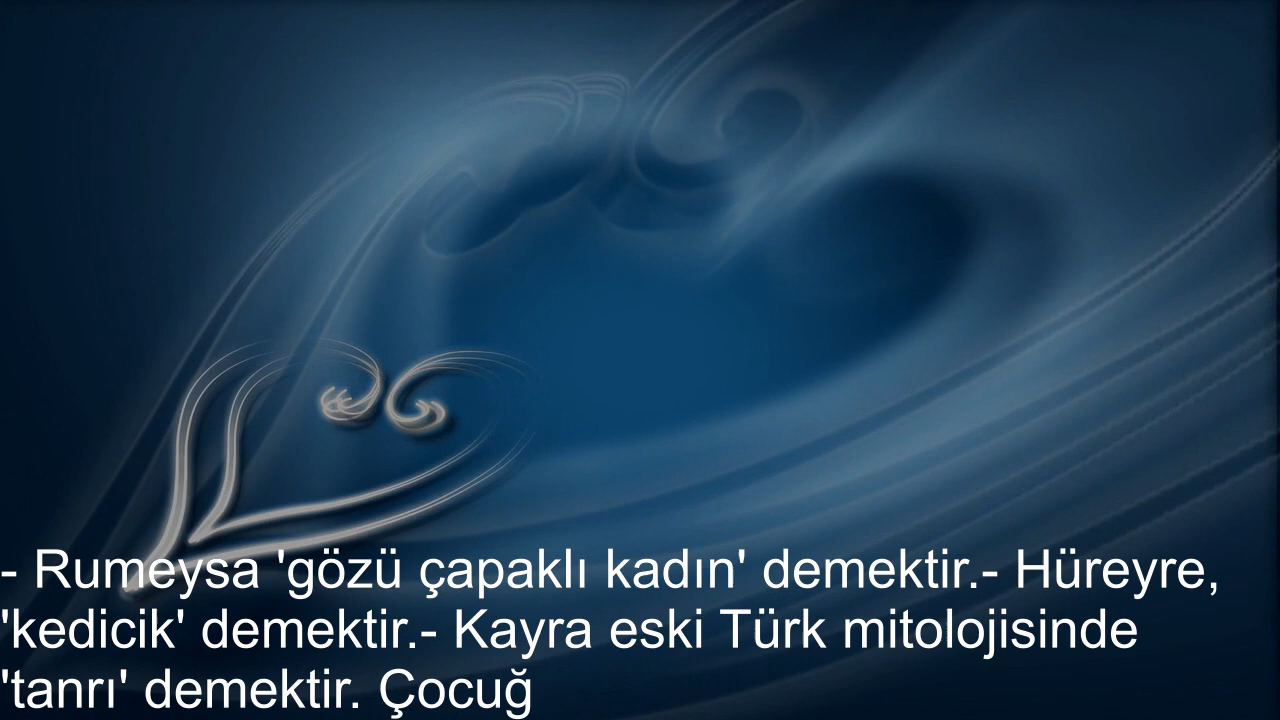 - Rumeysa 'gözü çapaklı kadın' demektir.- Hüreyre,
'kedicik' demektir.- Kayra eski Türk mitolojisinde
'tanrı' demektir. Çocuğ